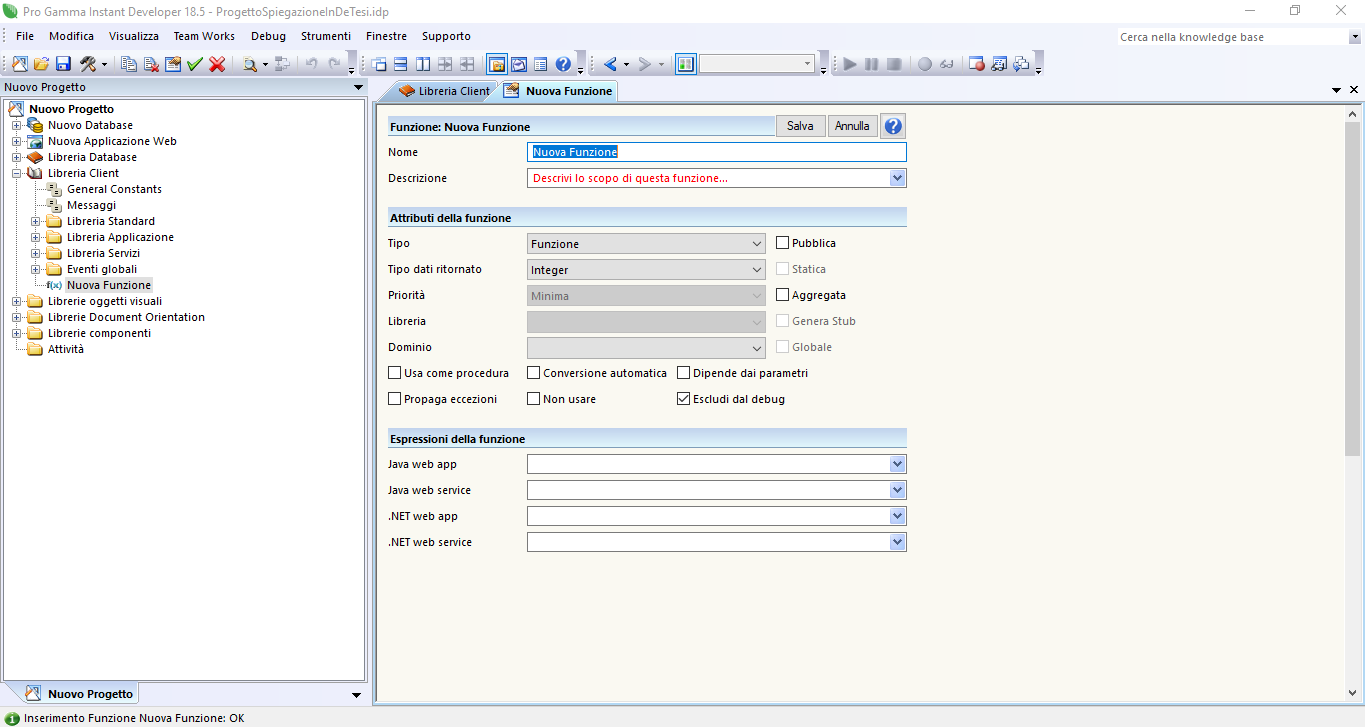 Pro Gamma Instant Developer 18.5 - ProgettoSpiegazioneInDeTesi.idp
File Modifica Visualizza Team Works Debug Strumenti Finestre Supporto
Cerca nella knowledge base
Nuovo Progetto
Nuovo Progetto
Nuovo Database
Nuova Applicazione Web
Libreria Database
Libreria Client
General Constants
Messaggi
Libreria Standard
Libreria Applicazione
Libreria Servizi
Eventi globali
f(x) Nuova Funzione
Librerie oggetti visuali
Librerie Document Orientation
Librerie componenti
Attività
Nuovo Progetto
Libreria Client Nuova Funzione
Funzione: Nuova Funzione Salva Annulla
Nome Nuova Funzione
Descrizione Descrivi lo scopo di questa funzione...
Attributi della funzione
Tipo Funzione Pubblica
Tipo dati ritornato Integer Statica
Priorità Minima Aggregata
Libreria Genera Stub
Dominio Globale
Usa come procedura Conversione automatica Dipende dai parametri
Propaga eccezioni Non usare Escludi dal debug
Espressioni della funzione
Java web app
Java web service
.NET web app
.NET web service
Inserimento Funzione Nuova Funzione: OK